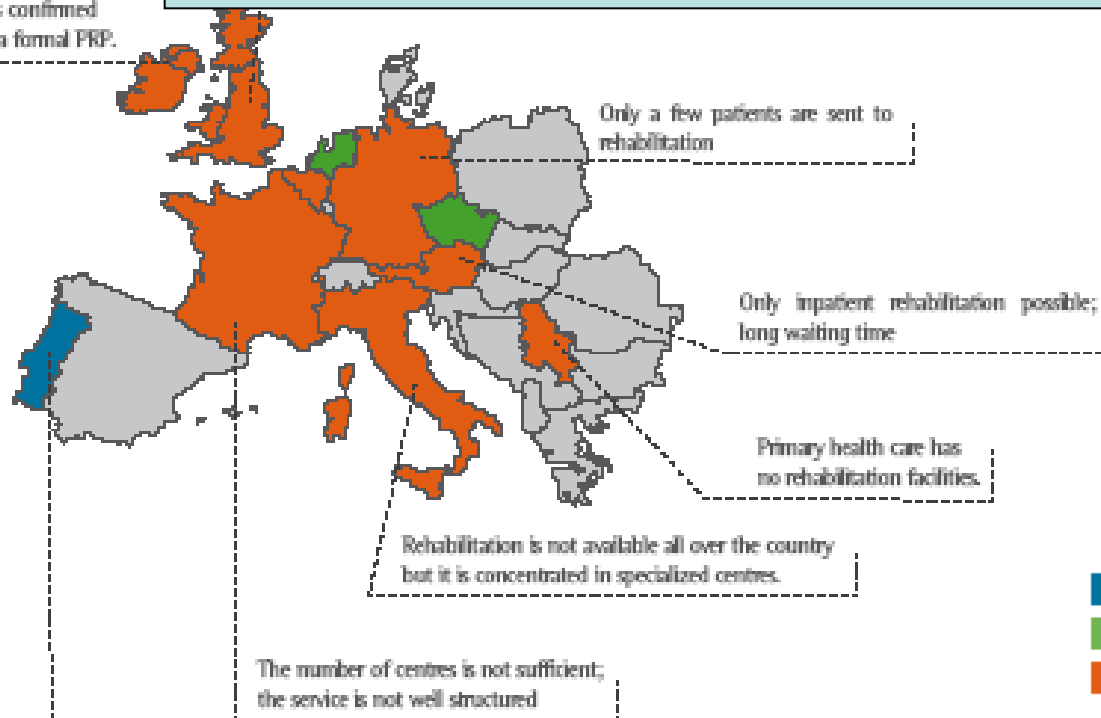 confirmed
a formal PRP.
Only a few patients are sent to
rehabilitation
Only inpatient rehabilitation possible;
long waiting time
Primary health care has
no rehabilitation facilities.
Rehabilitation is not available all over the country
but it is concentrated in specialized centres.
The number of centres is not sufficient;
the service is not well structured